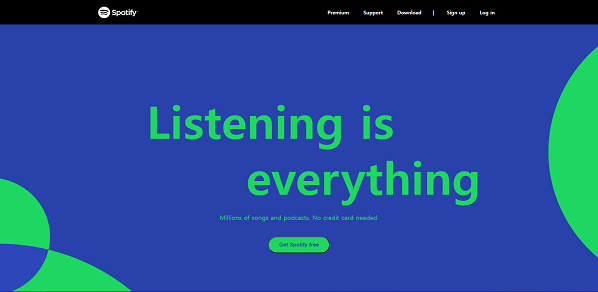 Spotify
Premium Support Download | Sign up Log in
Listening is
everything
Millions of songs and podcasts. No credit card needed.
Get Spotify free